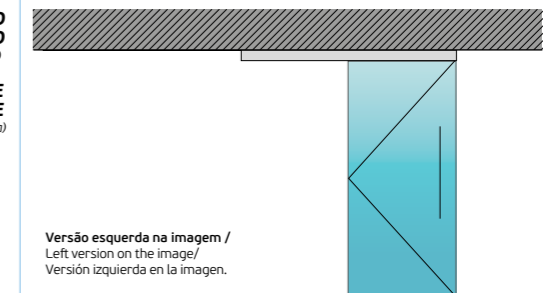 Versão esquerda na imagem /
Left version on the image/
Versión izquierda en la imagen.